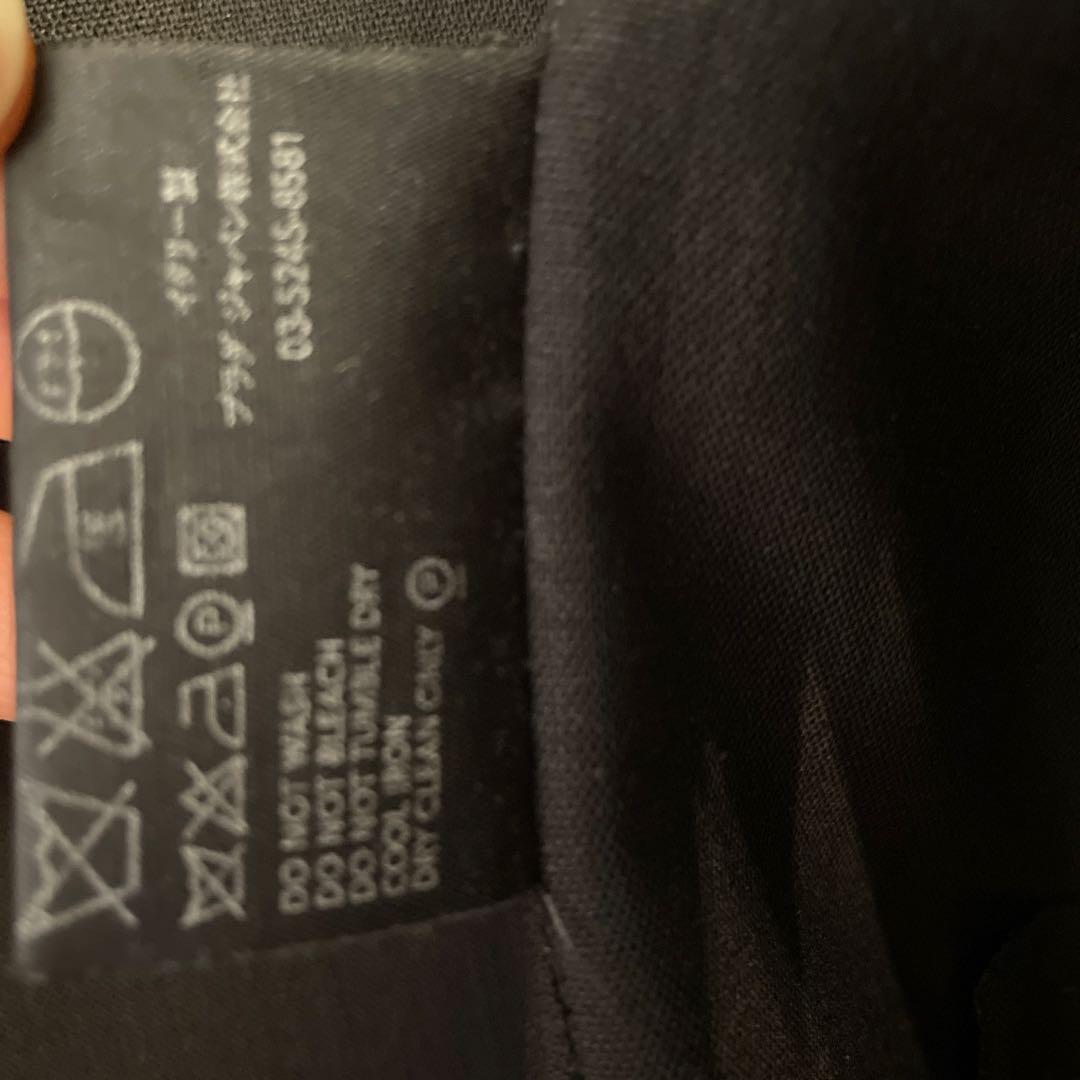 イタリー製
プラダ ジャパン株式会社
03-5245-8581
P
DO NOT WASH
DO NOT BLEACH
DO NOT TUMBLE DRY
COOL IRON
DRY CLEAN ONLY P